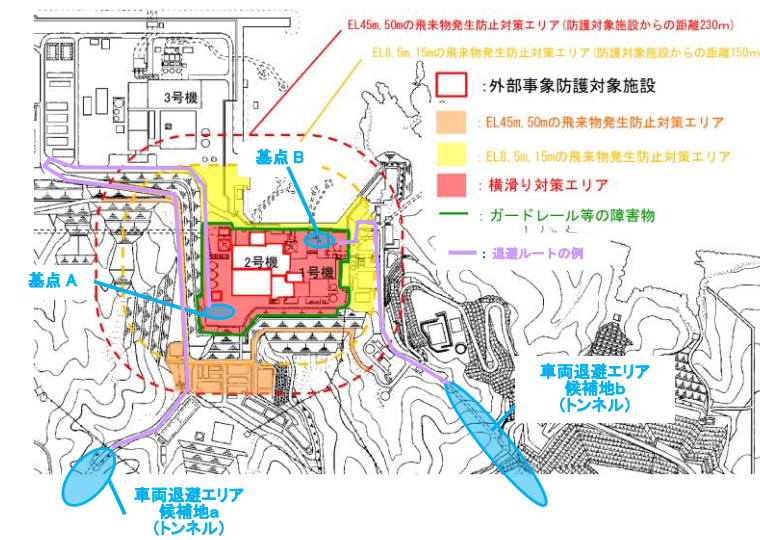 EL45m,50mの飛来物発生防止対策エリア(防護対象施設からの距離230m)
EL8.5m,15mの飛来物発生防止対策エリア(防護対象施設からの距離150m
:外部事象防護対象施設
:EL45m,50mの飛来物発生防止対策エリア
:EL8.5m,15mの飛来物発生防止対策エリア
:横滑り対策エリア
:ガードレール等の障害物
:退避ルートの例
3号機
基点B
2号機
1号機
基点A
車両退避エリア
候補地b
(トンネル)
車両退避エリア
候補地a
(トンネル)